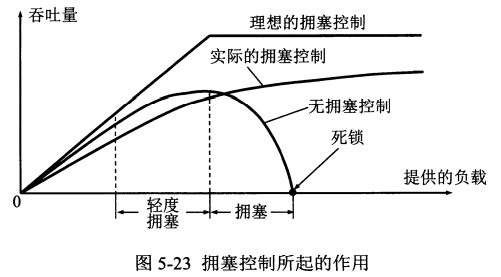 吞吐量
理想的拥塞控制
实际的拥塞控制
无拥塞控制
死锁
提供的负载
0
轻度
拥塞
拥塞
图 5-23 拥塞控制所起的作用